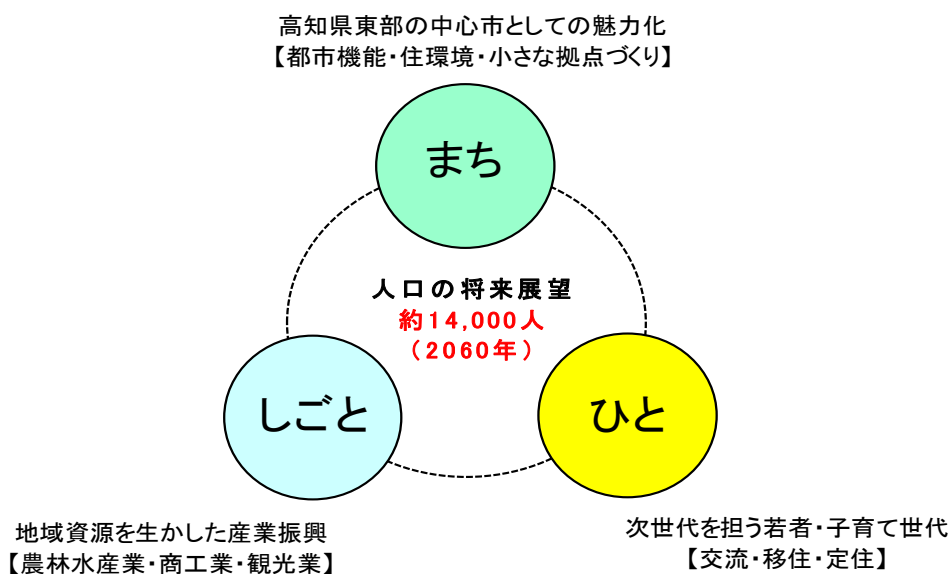 高知県東部の中心市としての魅力化
【都市機能・住環境・小さな拠点づくり】
まち
人口の将来展望
約14,000人
（2060年）
しごと
ひと
地域資源を生かした産業振興
【農林水産業・商工業・観光業】
次世代を担う若者・子育て世代
【交流・移住・定住】